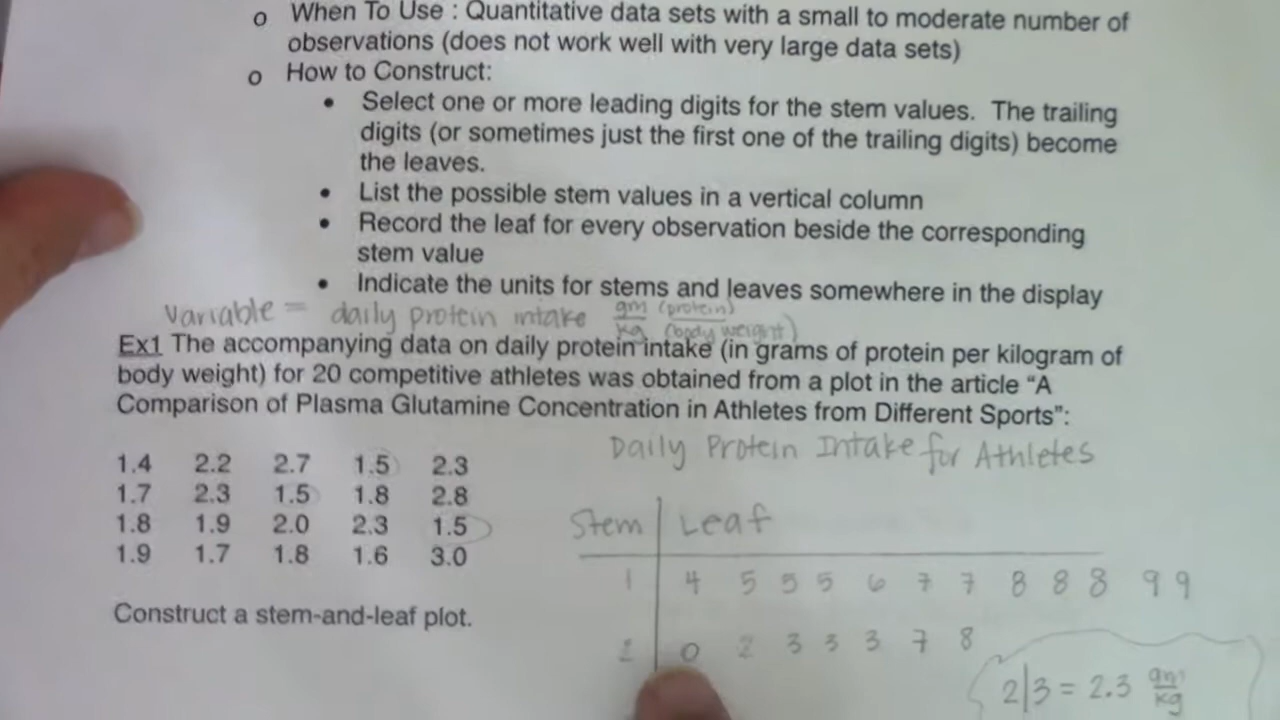 o When To Use : Quantitative data sets with a small to moderate number of
observations (does not work well with very large data sets)
o How to Construct:
• Select one or more leading digits for the stem values. The trailing
digits (or sometimes just the first one of the trailing digits) become
the leaves.
• List the possible stem values in a vertical column
• Record the leaf for every observation beside the corresponding
stem value
• Indicate the units for stems and leaves somewhere in the display
Variable = daily protein intake gm (protein)
kg (body weight)
Ex1 The accompanying data on daily protein intake (in grams of protein per kilogram of
body weight) for 20 competitive athletes was obtained from a plot in the article “A
Comparison of Plasma Glutamine Concentration in Athletes from Different Sports”:
Daily Protein Intake for Athletes
1.4 2.2 2.7 1.5 2.3
1.7 2.3 1.5 1.8 2.8
1.8 1.9 2.0 2.3 1.5
1.9 1.7 1.8 1.6 3.0
Construct a stem-and-leaf plot.
Stem | Leaf
1 | 4 5 5 5 6 7 7 8 8 8 9 9
2 | 0 2 3 3 3 7 8
2|3 = 2.3 gm
kg